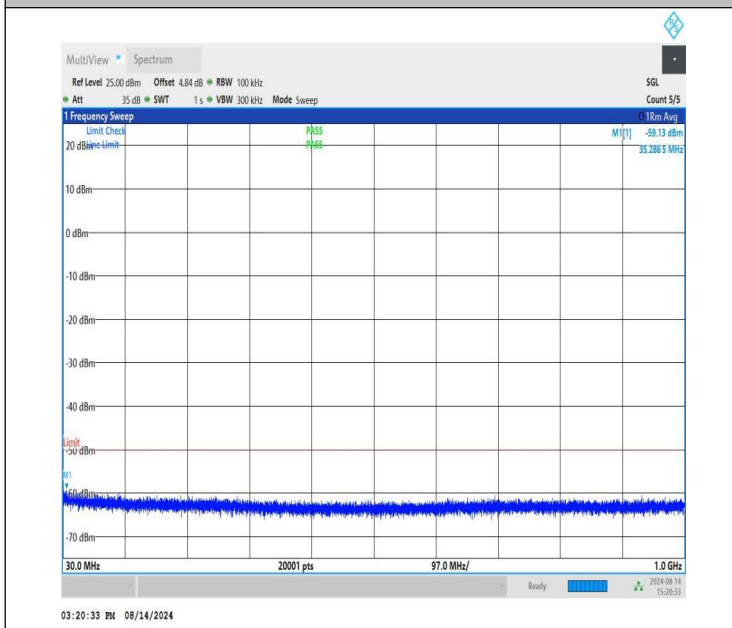 MultiView Spectrum
Ref Level 25.00 dBm Offset 4.84 dB RBW 100 kHz SGL
Att 35 dB SWT 1 s VBW 300 kHz Mode Sweep Count 5/5
1 Frequency Sweep 1Rm Avg
Limit Check PASS M1[1] -59.13 dBm
20 dBm Line Limit PASS 35.286 5 MHz
10 dBm
0 dBm
-10 dBm
-20 dBm
-30 dBm
-40 dBm
Limit
-50 dBm
M1
-60 dBm
-70 dBm
30.0 MHz 20001 pts 97.0 MHz/ 1.0 GHz
Ready 2024-08-14
15:20:33
03:20:33 PM 08/14/2024